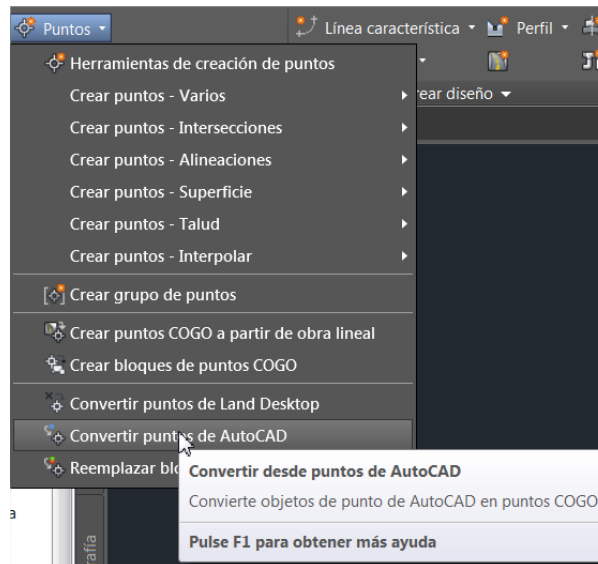 Puntos
Línea característica
Perfil
Herramientas de creación de puntos
Crear puntos - Varios
rear diseño
Crear puntos - Intersecciones
Crear puntos - Alineaciones
Crear puntos - Superficie
Crear puntos - Talud
Crear puntos - Interpolar
Crear grupo de puntos
Crear puntos COGO a partir de obra lineal
Crear bloques de puntos COGO
Convertir puntos de Land Desktop
Convertir puntos de AutoCAD
Reemplazar blo
Convertir desde puntos de AutoCAD
Convierte objetos de punto de AutoCAD en puntos COGO
Pulse F1 para obtener más ayuda
a
rafía